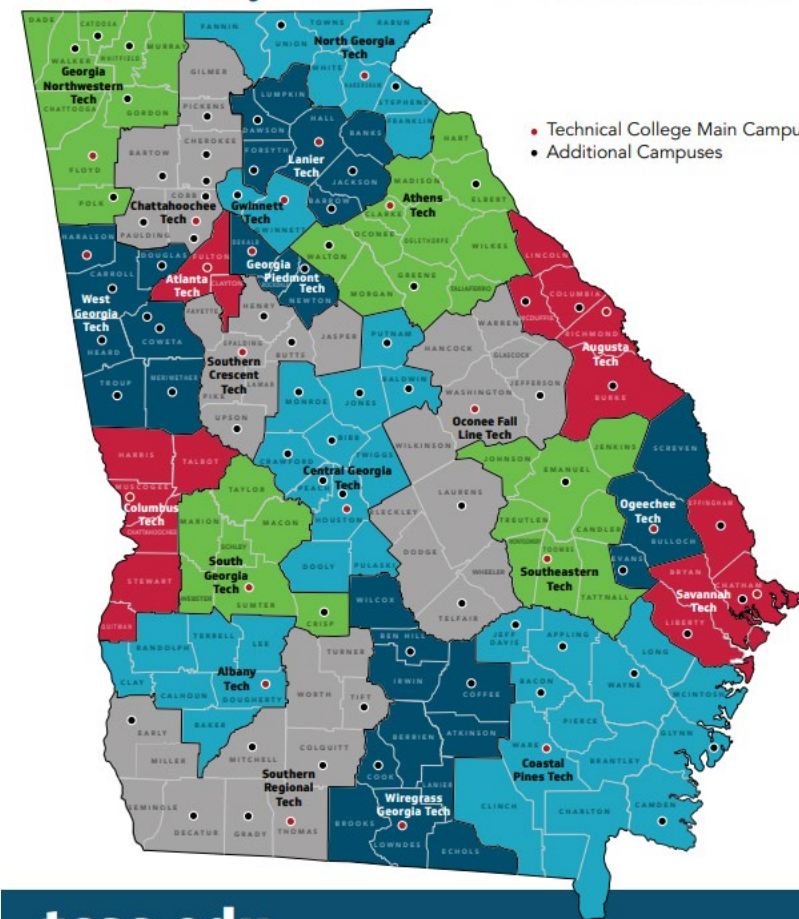 DADE
CATOOSA
WALKER
WHITFIELD
MURRAY
FANNIN
UNION
TOWNS
RABUN
North Georgia
Tech
Georgia
Northwestern
Tech
CHATTOOGA
GORDON
GILMER
PICKENS
WHITE
HABERSHAM
STEPHENS
FRANKLIN
LUMPKIN
DAWSON
HALL
BANKS
FORSYTH
Lanier
Tech
JACKSON
BARROW
HART
MADISON
ELBERT
Athens
Tech
CLARKE
OCONEE
OGLETHORPE
WILKES
WALTON
GREENE
MORGAN
TALIAFERRO
• Technical College Main Campu
• Additional Campuses
FLOYD
POLK
BARTOW
CHEROKEE
COBB
Chattahoochee
Tech
PAULDING
Gwinnett
Tech
GWINNETT
HARALSON
CARROLL
DOUGLAS
West
Georgia
Tech
HEARD
COWETA
TROUP
MERIWETHER
FULTON
Atlanta
Tech
CLAYTON
DEKALB
Georgia
Piedmont
Tech
ROCKDALE
NEWTON
FAYETTE
HENRY
SPALDING
BUTTS
JASPER
Southern
Crescent
Tech
PIKE
LAMAR
UPSON
PUTNAM
BALDWIN
MONROE
JONES
BIBB
TWIGGS
CRAWFORD
Central Georgia
Tech
PEACH
HOUSTON
DOOLY
PULASKI
HANCOCK
WARREN
GLASCOCK
WASHINGTON
JEFFERSON
Oconee Fall
Line Tech
WILKINSON
LAURENS
BLECKLEY
DODGE
WHEELER
TELFAIR
LINCOLN
COLUMBIA
MCDUFFIE
RICHMOND
Augusta
Tech
BURKE
HARRIS
TALBOT
MUSCOGEE
Columbus
Tech
CHATTAHOOCHEE
STEWART
QUITMAN
TAYLOR
MARION
MACON
SCHLEY
South
Georgia
Tech
WEBSTER
SUMTER
CRISP
JOHNSON
EMANUEL
JENKINS
TREUTLEN
CANDLER
MONTGOMERY
TOOMBS
Southeastern
Tech
TATTNALL
SCREVEN
Ogeechee
Tech
BULLOCH
EVANS
EFFINGHAM
BRYAN
CHATHAM
Savannah
Tech
LIBERTY
RANDOLPH
TERRELL
LEE
Albany
Tech
CLAY
CALHOUN
DOUGHERTY
BAKER
EARLY
MILLER
MITCHELL
TURNER
WORTH
TIFT
COLQUITT
Southern
Regional
Tech
SEMINOLE
DECATUR
GRADY
THOMAS
WILCOX
BEN HILL
IRWIN
COFFEE
BERRIEN
ATKINSON
COOK
LANIER
Wiregrass
Georgia Tech
BROOKS
LOWNDES
ECHOLS
JEFF
DAVIE
APPLING
LONG
BACON
WAYNE
MCINTOSH
PIERCE
GLYNN
WARE
Coastal
Pines Tech
BRANTLEY
CLINCH
CHARLTON
CAMDEN